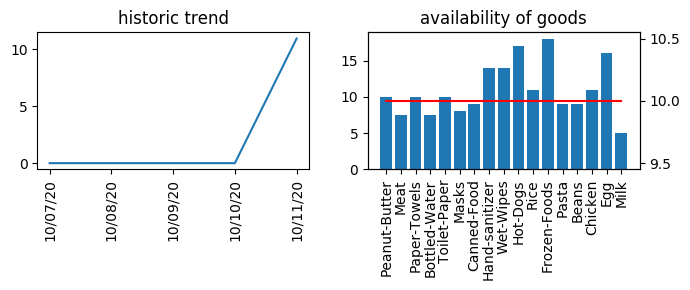 historic trend
10
5
0
10/07/20
10/08/20
10/09/20
10/10/20
10/11/20
availability of goods
15
10
5
0
10.5
10.0
9.5
Peanut-Butter
Meat
Paper-Towels
Bottled-Water
Toilet-Paper
Masks
Canned-Food
Hand-sanitizer
Wet-Wipes
Hot-Dogs
Rice
Frozen-Foods
Pasta
Beans
Chicken
Egg
Milk